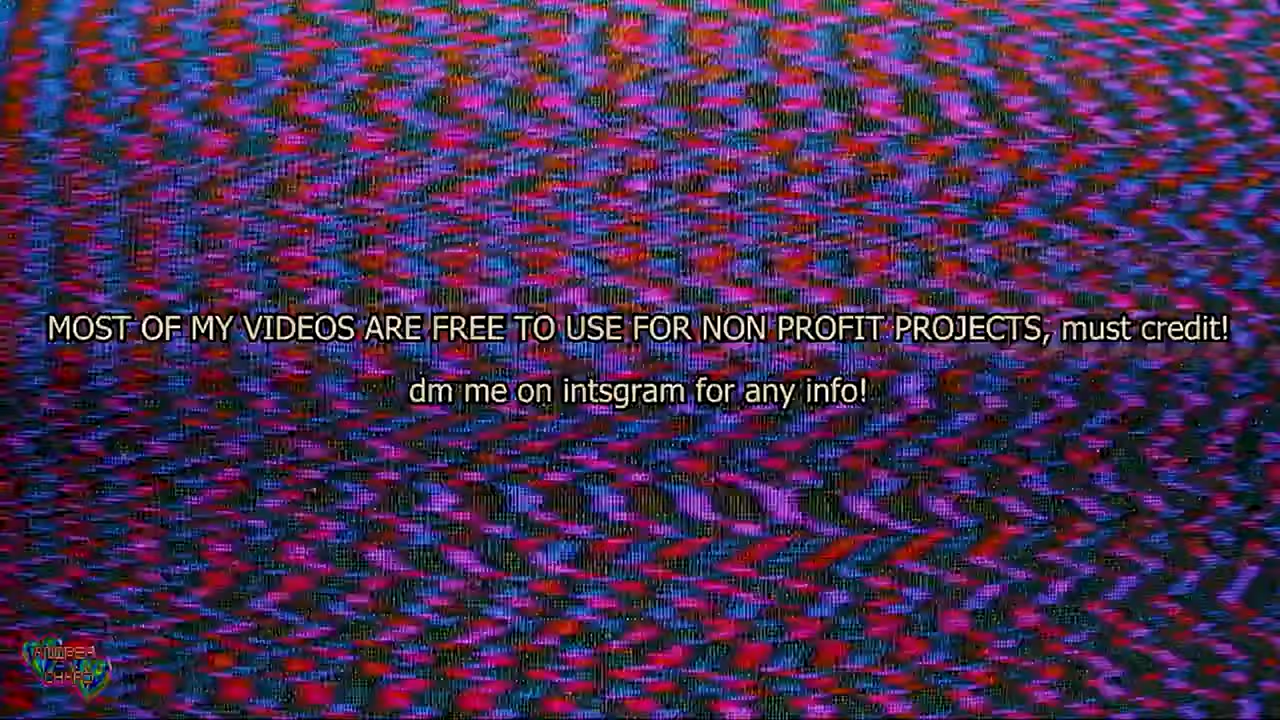 MOST OF MY VIDEOS ARE FREE TO USE FOR NON PROFIT PROJECTS, must credit!
dm me on intsgram for any info!